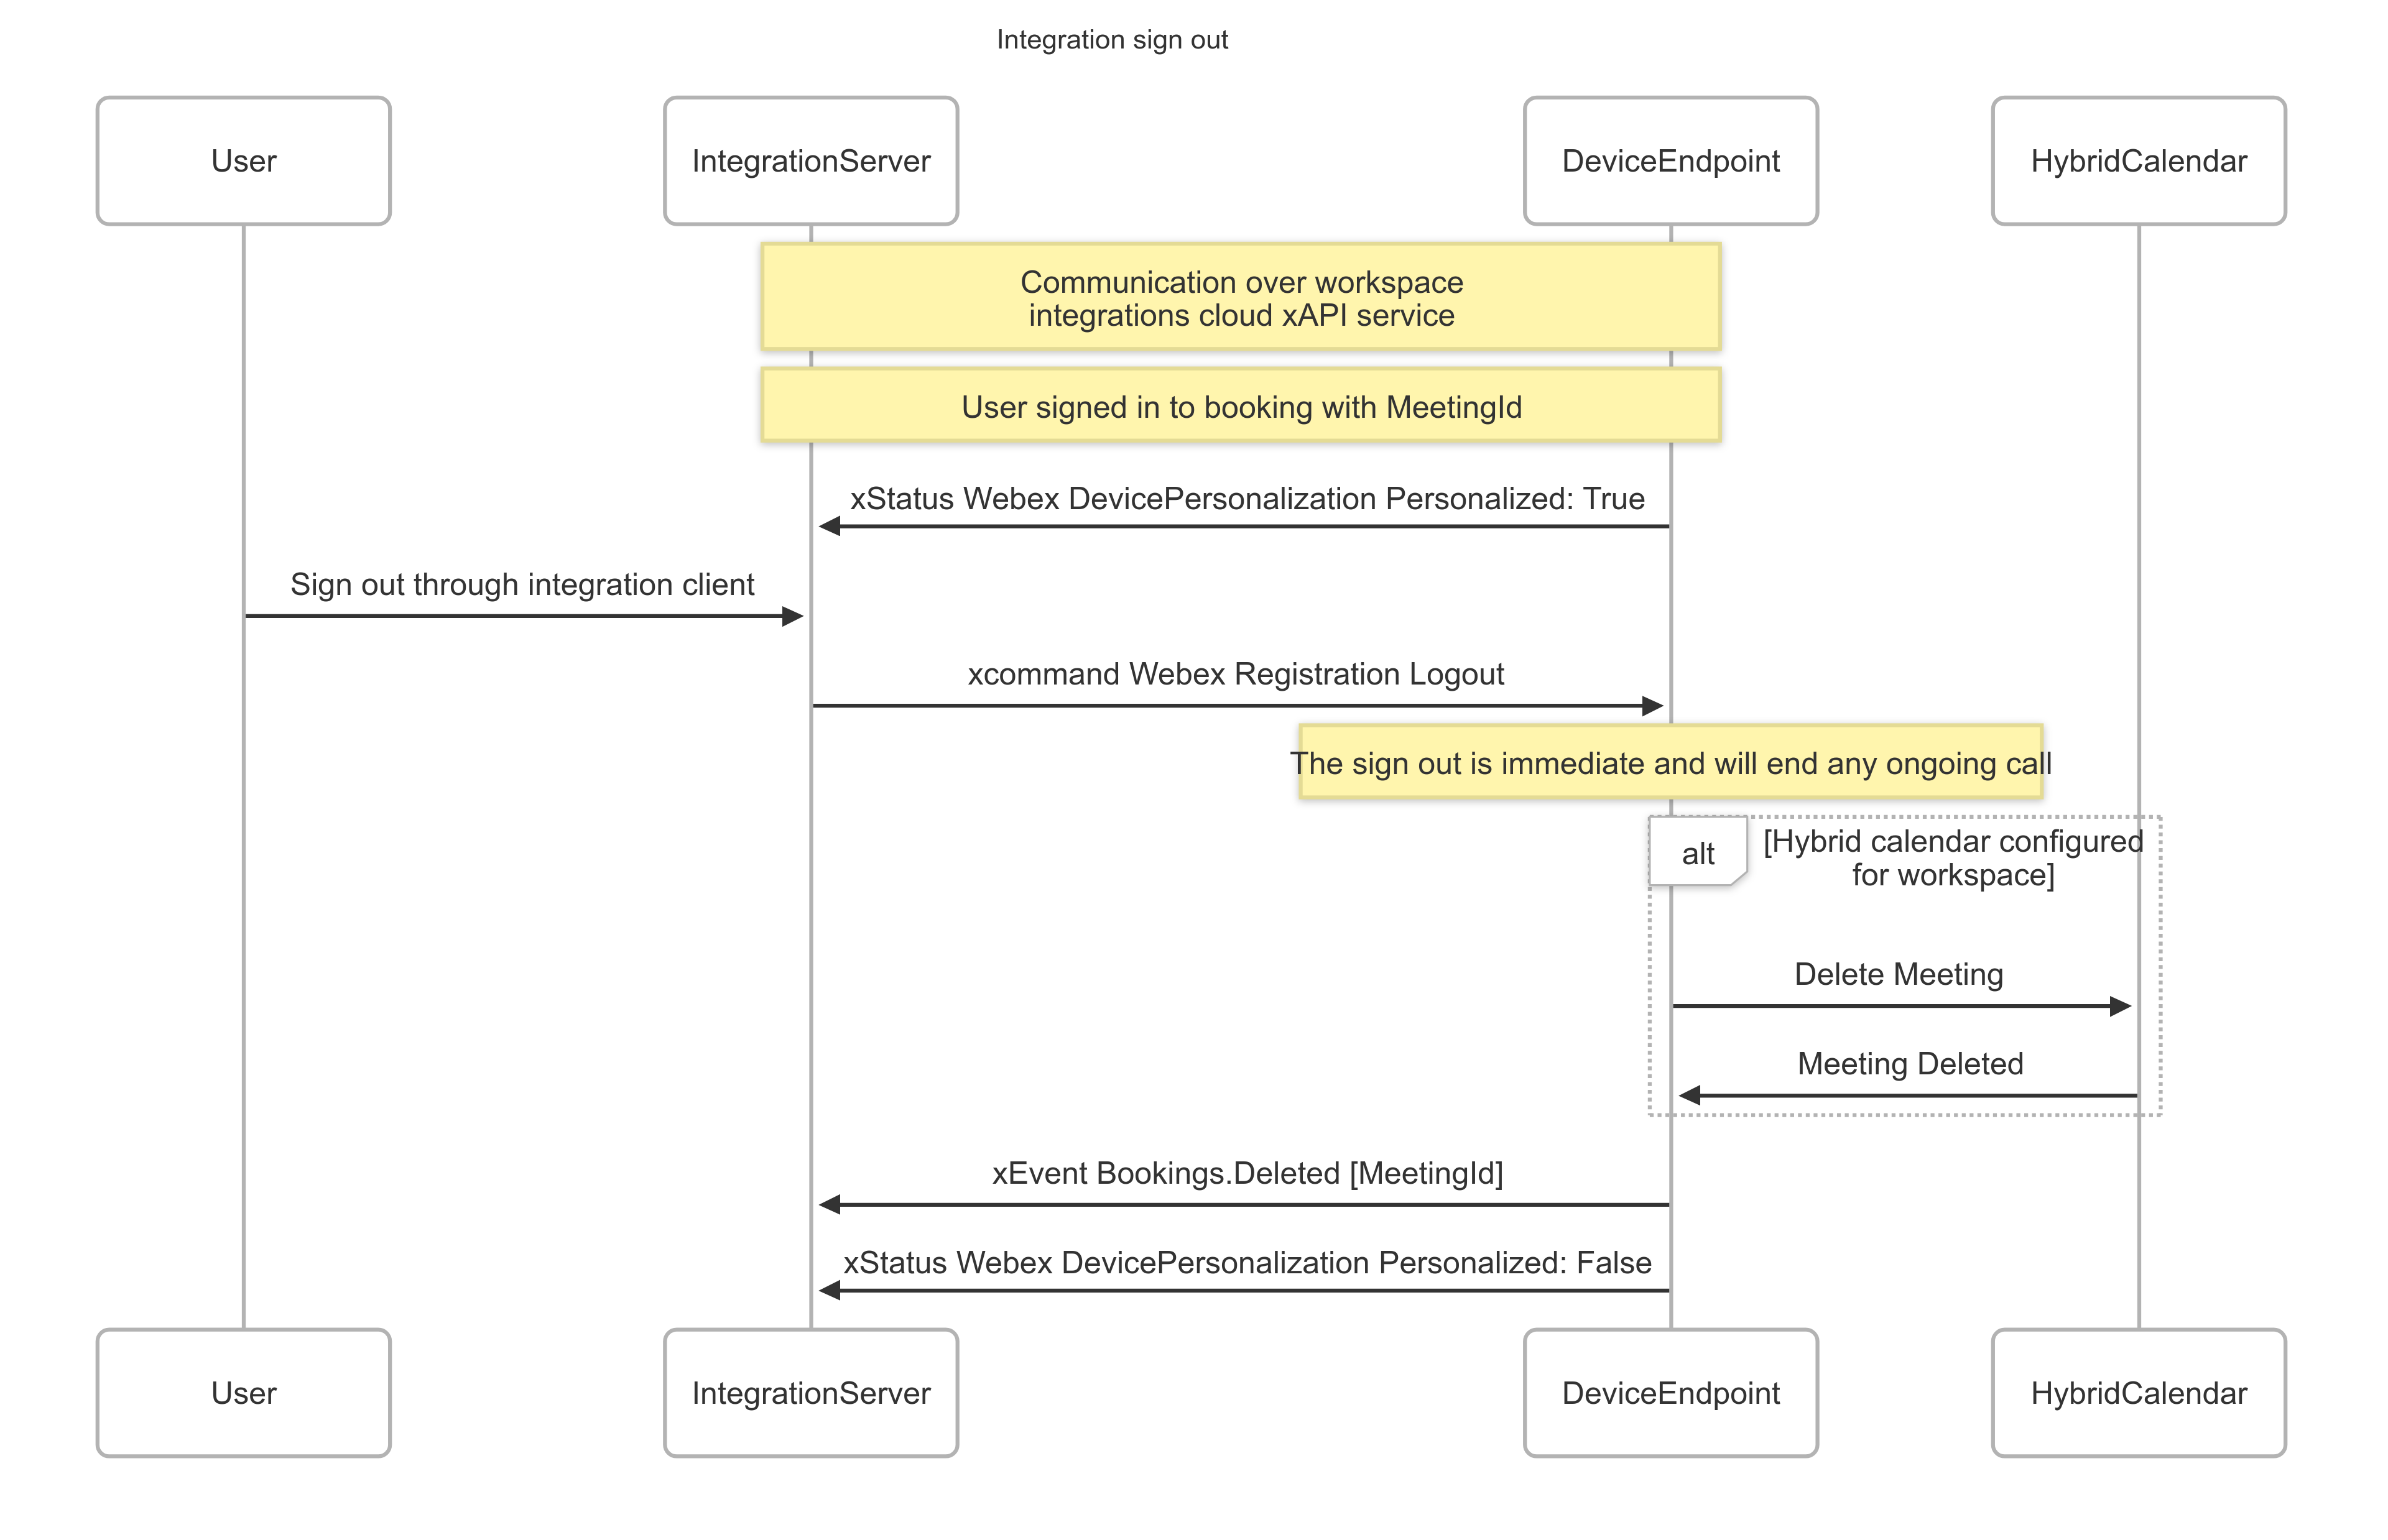 Integration sign out
User
IntegrationServer
DeviceEndpoint
HybridCalendar
Communication over workspace
integrations cloud xAPI service
User signed in to booking with MeetingId
xStatus Webex DevicePersonalization Personalized: True
Sign out through integration client
xcommand Webex Registration Logout
The sign out is immediate and will end any ongoing call
alt
[Hybrid calendar configured
for workspace]
Delete Meeting
Meeting Deleted
xEvent Bookings.Deleted [MeetingId]
xStatus Webex DevicePersonalization Personalized: False
User
IntegrationServer
DeviceEndpoint
HybridCalendar